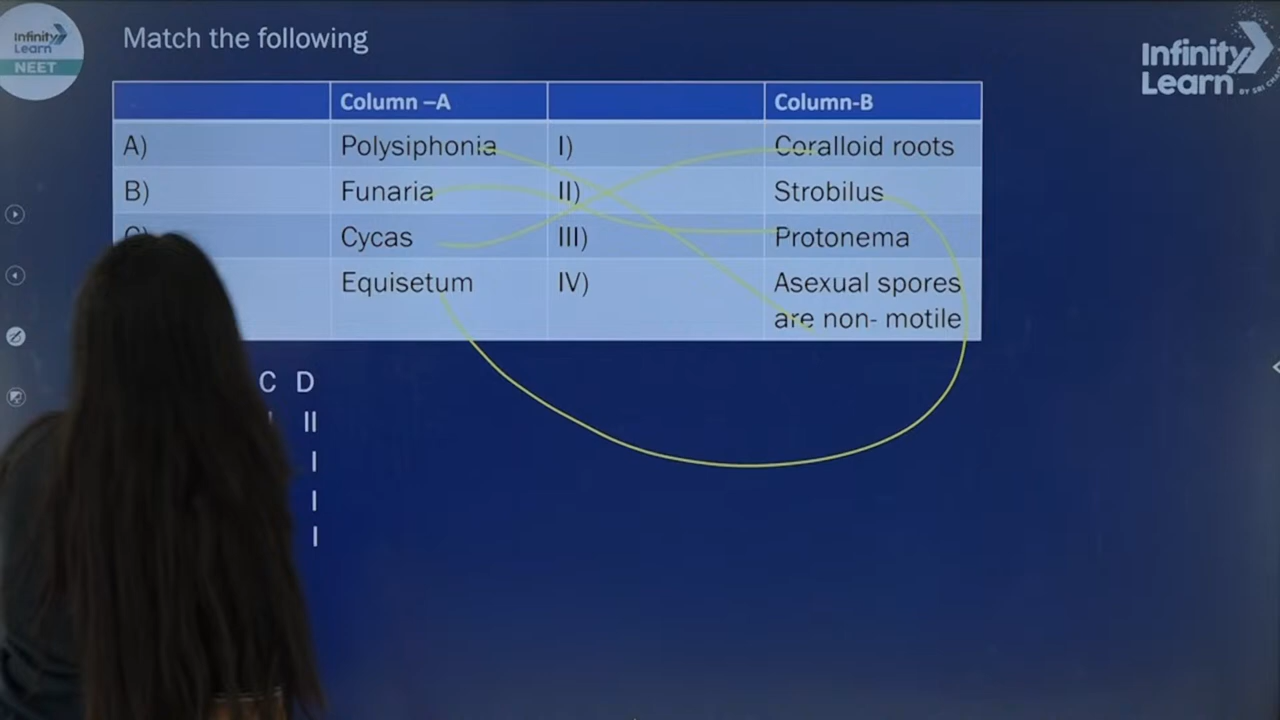 Infinity
Learn
NEET
Match the following
Infinity
Learn
BY SRI
Column –A Column-B
A) Polysiphonia I) Coralloid roots
B) Funaria II) Strobilus
Cycas III) Protonema
Equisetum IV) Asexual spores
are non- motile
C D
II
I
I
I